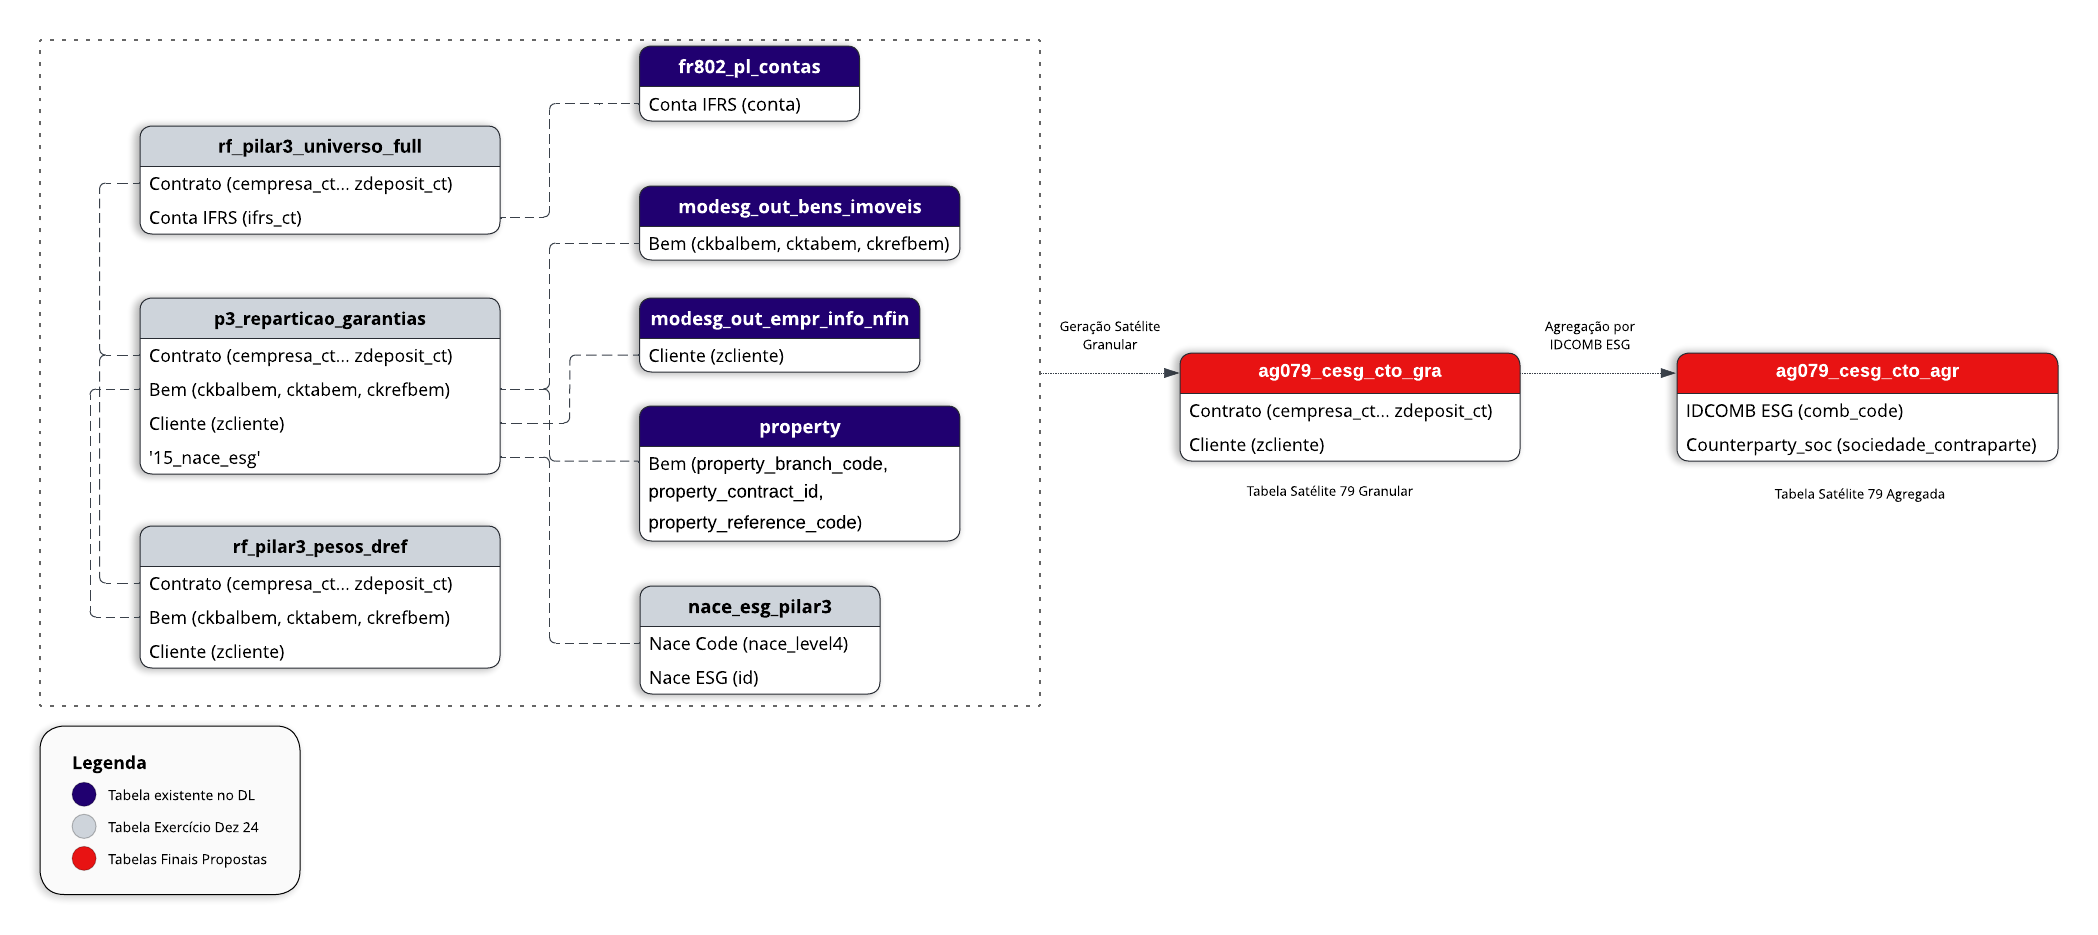 fr802_pl_contas
Conta IFRS (conta)
rf_pilar3_universo_full
Contrato (cempresa_ct... zdeposit_ct)
Conta IFRS (ifrs_ct)
modesg_out_bens_imoveis
Bem (ckbalbem, cktabem, ckrefbem)
p3_reparticao_garantias
Contrato (cempresa_ct... zdeposit_ct)
Bem (ckbalbem, cktabem, ckrefbem)
Cliente (zcliente)
'15_nace_esg'
modesg_out_empr_info_nfin
Cliente (zcliente)
property
Bem (property_branch_code,
property_contract_id,
property_reference_code)
rf_pilar3_pesos_dref
Contrato (cempresa_ct... zdeposit_ct)
Bem (ckbalbem, cktabem, ckrefbem)
Cliente (zcliente)
nace_esg_pilar3
Nace Code (nace_level4)
Nace ESG (id)
Geração Satélite
Granular
ag079_cesg_cto_gra
Contrato (cempresa_ct... zdeposit_ct)
Cliente (zcliente)
Tabela Satélite 79 Granular
Agregação por
IDCOMB ESG
ag079_cesg_cto_agr
IDCOMB ESG (comb_code)
Counterparty_soc (sociedade_contraparte)
Tabela Satélite 79 Agregada
Legenda
Tabela existente no DL
Tabela Exercício Dez 24
Tabelas Finais Propostas